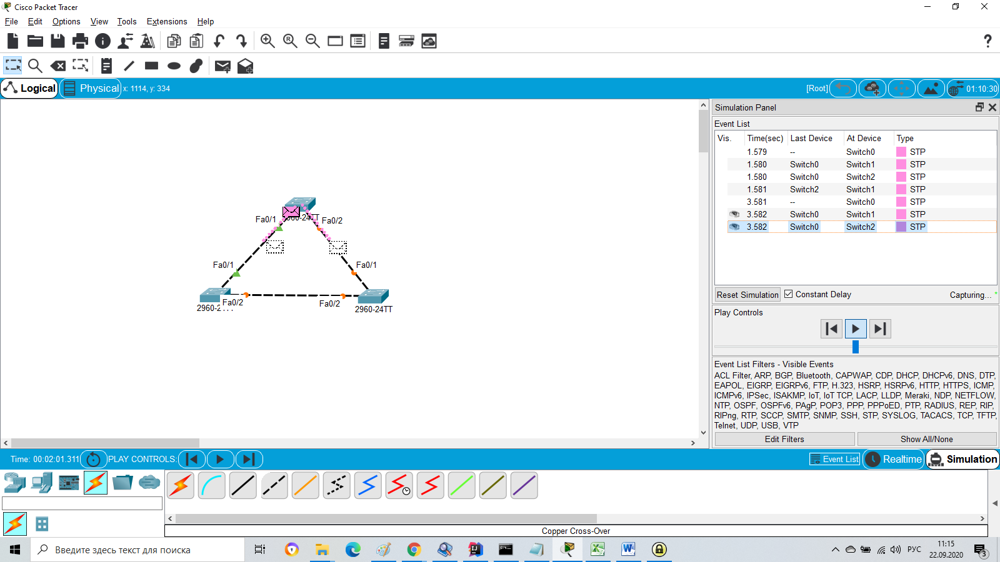 Cisco Packet Tracer
File Edit Options View Tools Extensions Help
R
?
Logical Physical x: 1114, y: 334 [Root] 01:10:30
Simulation Panel
Event List
Vis. Time(sec) Last Device At Device Type
1.579 -- Switch0 STP
1.580 Switch0 Switch1 STP
1.580 Switch0 Switch2 STP
1.581 Switch2 Switch1 STP
3.581 -- Switch0 STP
3.582 Switch0 Switch1 STP
3.582 Switch0 Switch2 STP
Fa0/1 Fa0/2
Fa0/1 Fa0/1
Fa0/2 Fa0/2
2960-24TT
Reset Simulation Constant Delay Capturing...
Play Controls
Event List Filters - Visible Events
ACL Filter, ARP, BGP, Bluetooth, CAPWAP, CDP, DHCP, DHCPv6, DNS, DTP,
EAPOL, EIGRP, EIGRPv6, FTP, H.323, HSRP, HSRPv6, HTTP, HTTPS, ICMP,
ICMPv6, IPSec, ISAKMP, IoT, IoT TCP, LACP, LLDP, Meraki, NDP, NETFLOW,
NTP, OSPF, OSPFv6, PAgP, POP3, PPP, PPPoED, PTP, RADIUS, REP, RIP,
RIPng, RTP, SCCP, SMTP, SNMP, SSH, STP, SYSLOG, TACACS, TCP, TFTP,
Telnet, UDP, USB, VTP
Edit Filters Show All/None
Time: 00:02:01.311 PLAY CONTROLS: Event List Realtime Simulation
Copper Cross-Over
Введите здесь текст для поиска
РУС
11:15
22.09.2020
3